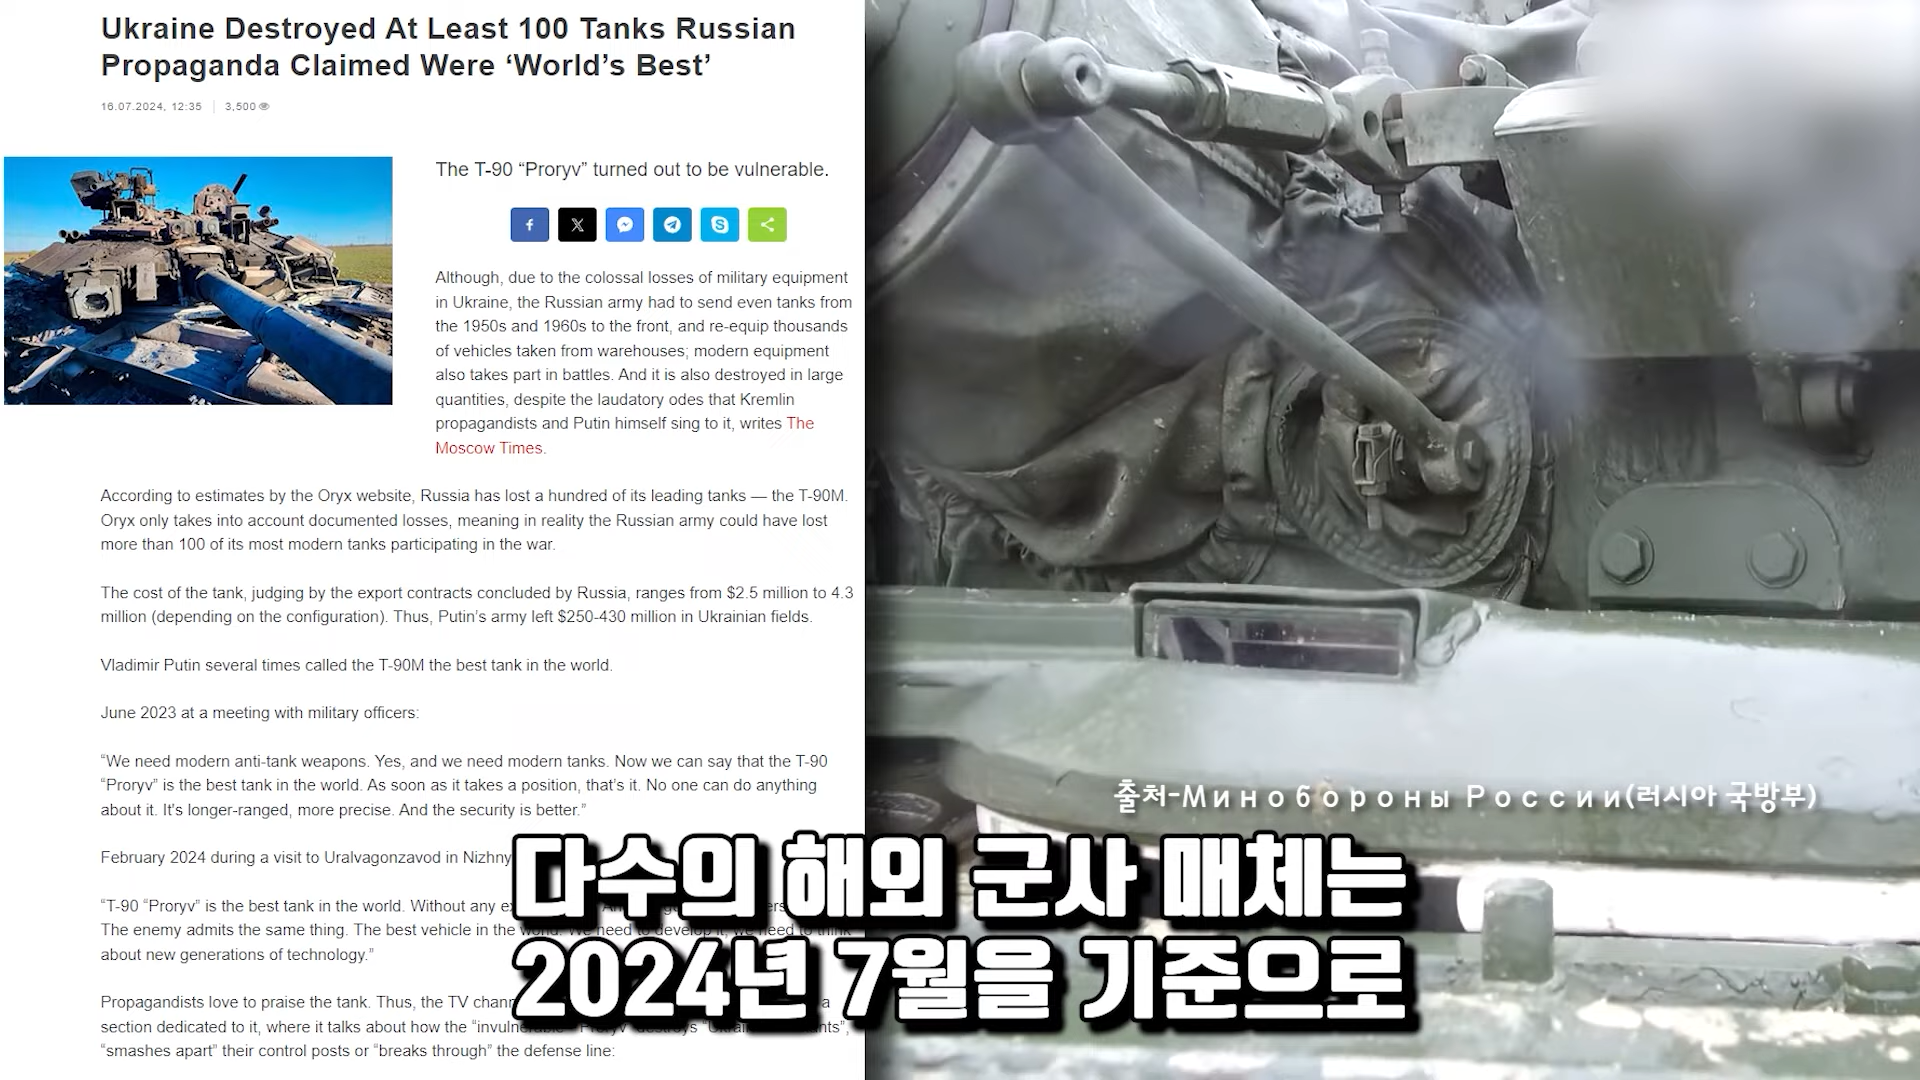 Ukraine Destroyed At Least 100 Tanks Russian
Propaganda Claimed Were ‘World’s Best’
16.07.2024, 12:35 3,500
The T-90 “Proryv” turned out to be vulnerable.
Although, due to the colossal losses of military equipment
in Ukraine, the Russian army had to send even tanks from
the 1950s and 1960s to the front, and re-equip thousands
of vehicles taken from warehouses; modern equipment
also takes part in battles. And it is also destroyed in large
quantities, despite the laudatory odes that Kremlin
propagandists and Putin himself sing to it, writes The
Moscow Times.
According to estimates by the Oryx website, Russia has lost a hundred of its leading tanks — the T-90M.
Oryx only takes into account documented losses, meaning in reality the Russian army could have lost
more than 100 of its most modern tanks participating in the war.
The cost of the tank, judging by the export contracts concluded by Russia, ranges from $2.5 million to 4.3
million (depending on the configuration). Thus, Putin’s army left $250-430 million in Ukrainian fields.
Vladimir Putin several times called the T-90M the best tank in the world.
June 2023 at a meeting with military officers:
“We need modern anti-tank weapons. Yes, and we need modern tanks. Now we can say that the T-90
“Proryv” is the best tank in the world. As soon as it takes a position, that’s it. No one can do anything
about it. It's longer-ranged, more precise. And the security is better.”
February 2024 during a visit to Uralvagonzavod in Nizhny
“T-90 “Proryv” is the best tank in the world. Without any
The enemy admits the same thing. The best vehicle in the world. We need to develop it, we need to think
about new generations of technology.”
Propagandists love to praise the tank. Thus, the TV a
section dedicated to it, where it talks about how the “invulnerable “Proryv” destroys
“smashes apart” their control posts or “breaks through” the defense line:
출처-Минобороны России(러시아 국방부)
다수의 해외 군사 매체는
2024년 7월을 기준으로